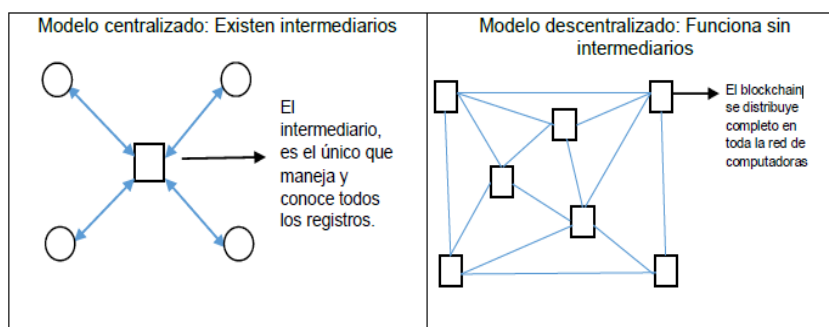 Modelo centralizado: Existen intermediarios
El
intermediario,
es el único que
maneja y
conoce todos
los registros.
Modelo descentralizado: Funciona sin
intermediarios
El blockchain
se distribuye
completo en
toda la red de
computadoras